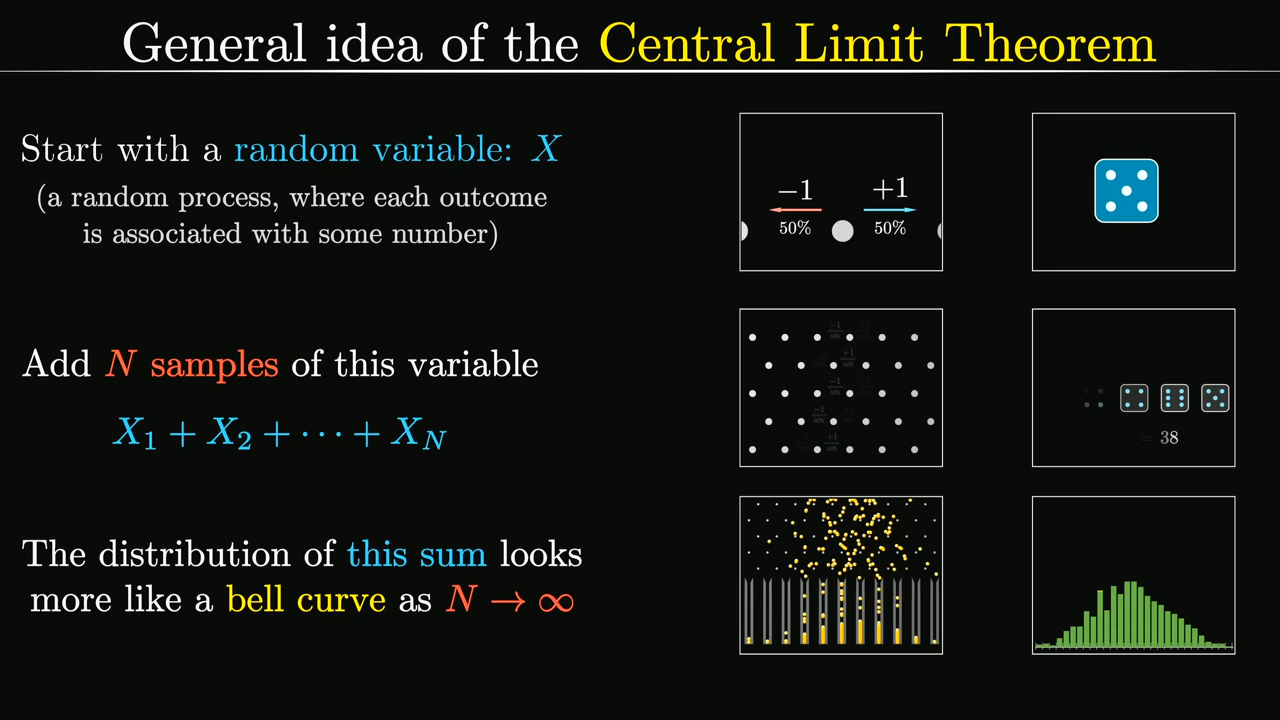 General idea of the Central Limit Theorem
Start with a random variable: X
(a random process, where each outcome
is associated with some number)
−1 +1
50% 50%
Add N samples of this variable
X₁ + X₂ + ⋯ + X_N
= 38
The distribution of this sum looks
more like a bell curve as N → ∞